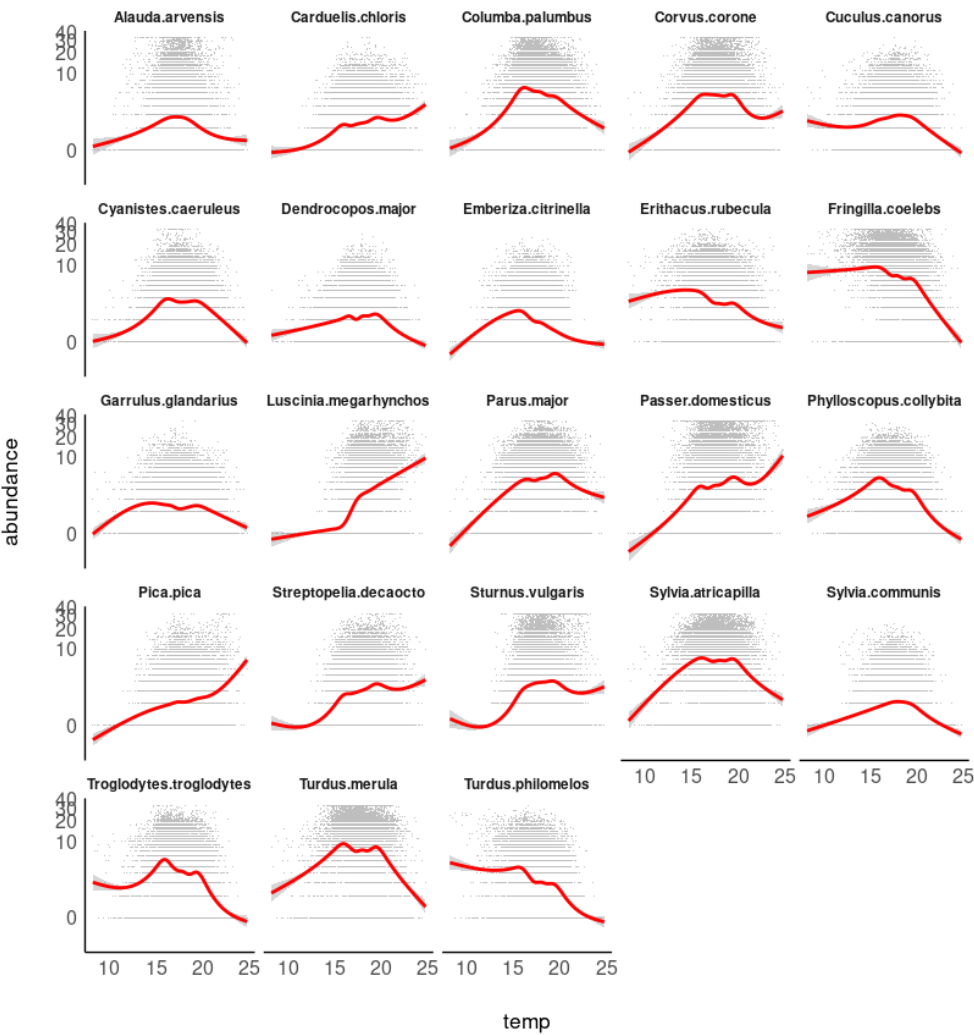 Alauda.arvensis Carduelis.chloris Columba.palumbus Corvus.corone Cuculus.canorus
40
30
20
10
0
Cyanistes.caeruleus Dendrocopos.major Emberiza.citrinella Erithacus.rubecula Fringilla.coelebs
40
30
20
10
0
Garrulus.glandarius Luscinia.megarhynchos Parus.major Passer.domesticus Phylloscopus.collybita
40
30
20
10
0
abundance
Pica.pica Streptopelia.decaocto Sturnus.vulgaris Sylvia.atricapilla Sylvia.communis
40
30
20
10
0
10 15 20 25 10 15 20 25
Troglodytes.troglodytes Turdus.merula Turdus.philomelos
40
30
20
10
0
10 15 20 25 10 15 20 25 10 15 20 25
temp